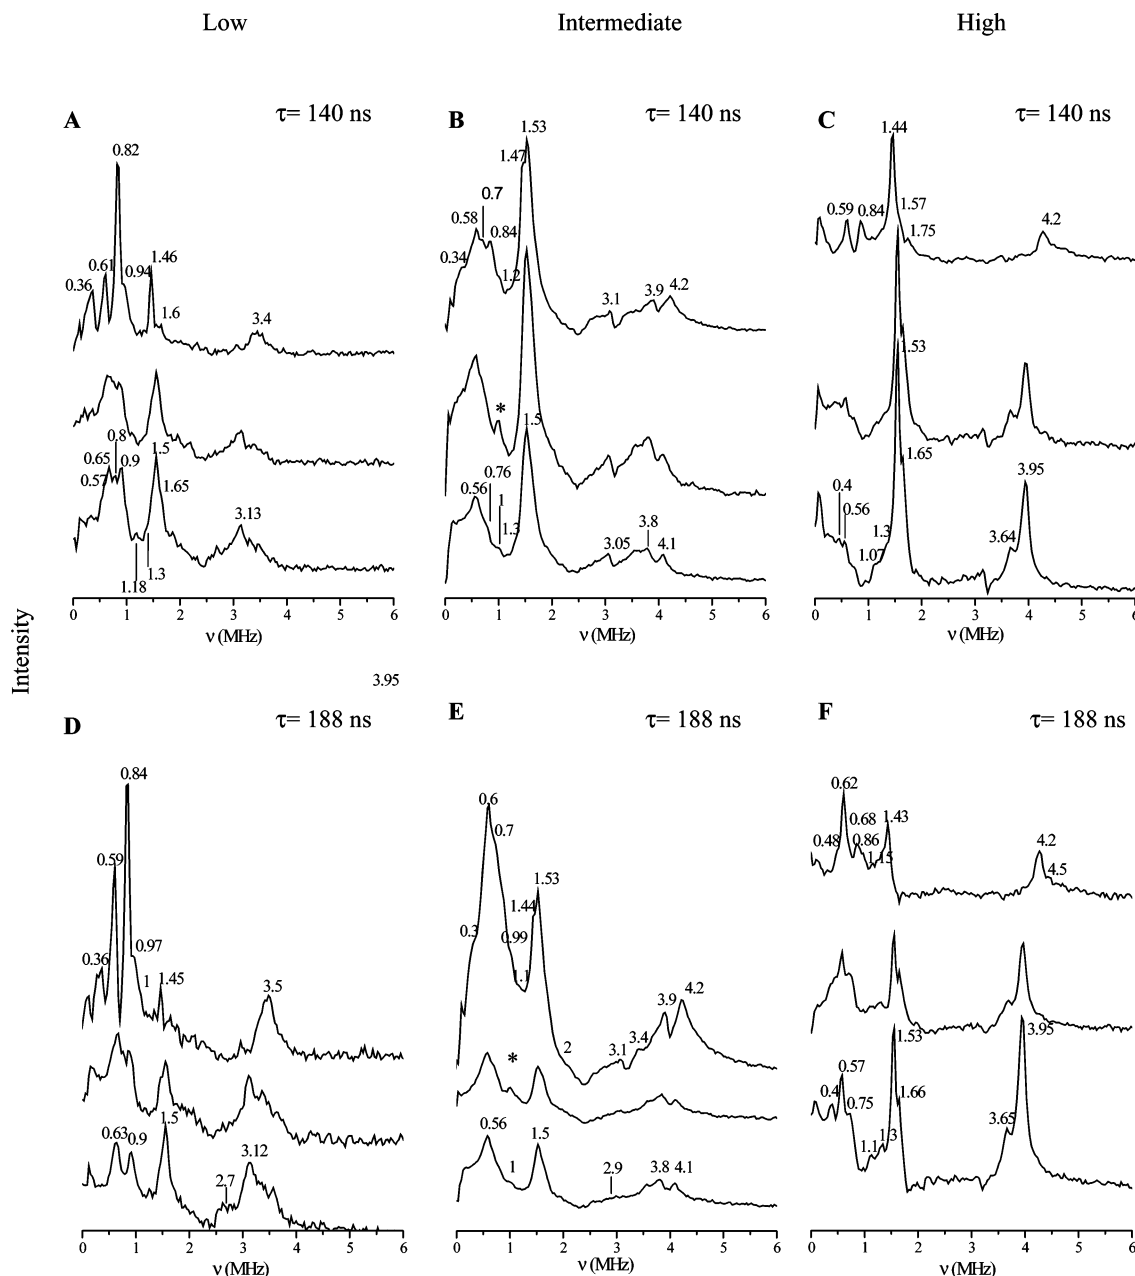 Low Intermediate High
A τ= 140 ns B τ= 140 ns C τ= 140 ns
0.82
0.36 0.61 0.94 1.46
1.6
3.4
0.8
0.65 0.9 1.5
0.57 1.65
3.13
1.18 1.3
0 1 2 3 4 5 6
ν (MHz)
1.53
1.47
0.7
0.58 0.84
0.34 1.2
3.1 3.9 4.2
*
1.5
0.76
0.56 1
1.3
3.8
3.05 4.1
0 1 2 3 4 5 6
ν (MHz)
1.44
0.59 0.84 1.57
1.75
4.2
1.53
1.65
0.4
0.56
1.3
1.07
3.95
3.64
0 1 2 3 4 5 6
ν (MHz)
Intensity
3.95
D τ= 188 ns E τ= 188 ns F τ= 188 ns
0.84
0.59
0.97
0.36 1 1.45
3.5
1.5
0.63 0.9
3.12
2.7
0 1 2 3 4 5 6
ν (MHz)
0.6
0.7
1.53
1.44
0.3 0.99
1.1
2 3.1 3.4 3.9 4.2
*
0.56 1.5
1
2.9 3.8 4.1
0 1 2 3 4 5 6
ν (MHz)
0.62
0.68 1.43
0.48 0.86
1.15
4.2
4.5
1.53
3.95
0.57
0.4 0.75 1.66
1.1 1.3
3.65
0 1 2 3 4 5 6
ν (MHz)